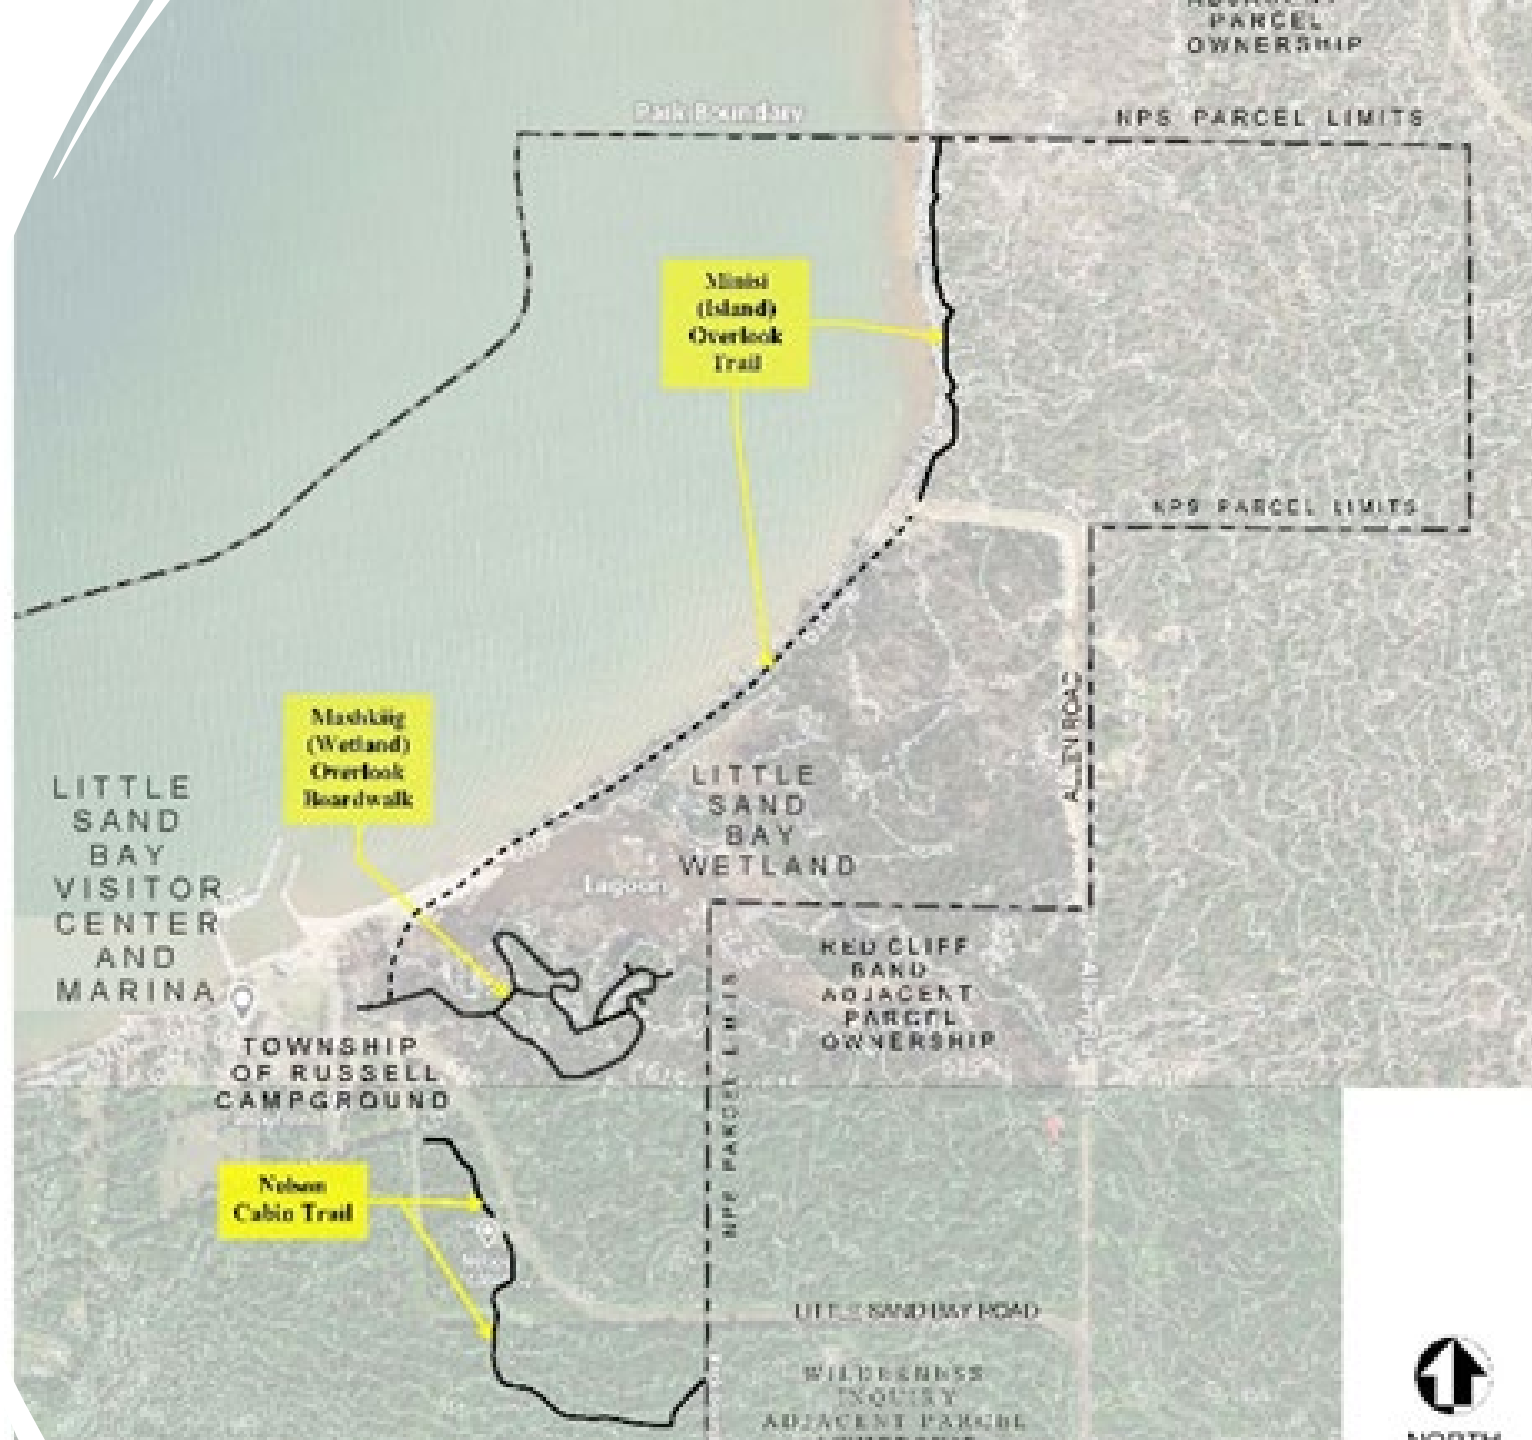 PARCEL
OWNERSHIP
Park Boundary
NPS PARCEL LIMITS
Minisi
(Island)
Overlook
Trail
NPS PARCEL LIMITS
ALLEN ROAD
Mashkiig
(Wetland)
Overlook
Boardwalk
LITTLE
SAND
BAY
VISITOR
CENTER
AND
MARINA
LITTLE
SAND
BAY
WETLAND
Lagoon
RED CLIFF
BAND
ADJACENT
PARCEL
OWNERSHIP
PARCEL LIMITS
TOWNSHIP
OF RUSSELL
CAMPGROUND
Nelson
Cabin Trail
LITTLE SAND BAY ROAD
WILDERNESS
INQUIRY
ADJACENT PARCEL
NORTH